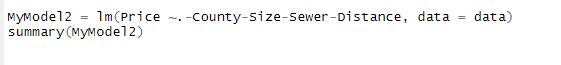 MyModel2 = lm(Price ~.-County-Size-Sewer-Distance, data = data)
summary(MyModel2)